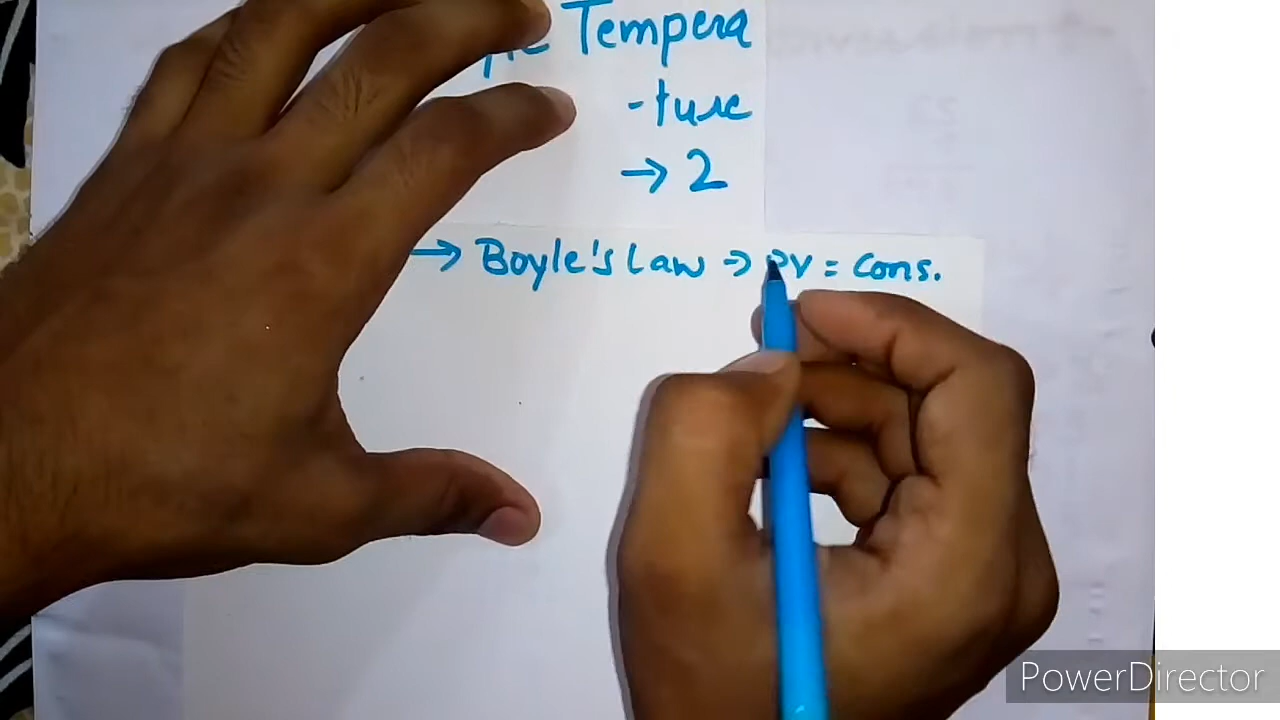 Tempera
-ture
→ 2
→ Boyle's Law → PV = Cons.
PowerDirector